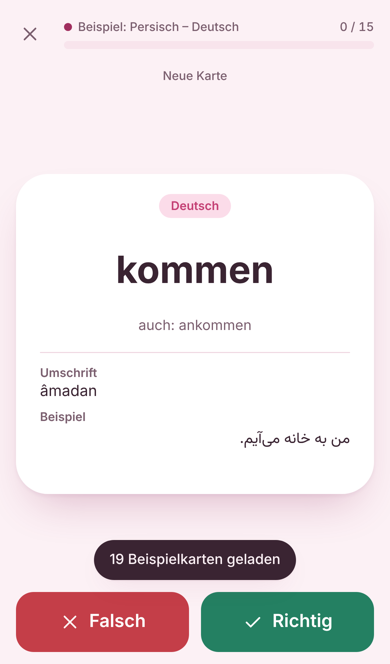 Beispiel: Persisch – Deutsch
0 / 15
Neue Karte
Deutsch
kommen
auch: ankommen
Umschrift
âmadan
Beispiel
من به خانه می‌آیم.
19 Beispielkarten geladen
Falsch
Richtig